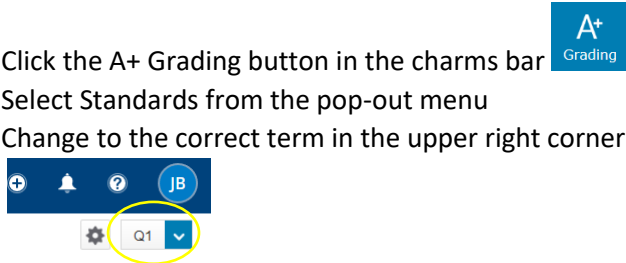 A+
Click the A+ Grading button in the charms bar Grading
Select Standards from the pop-out menu
Change to the correct term in the upper right corner
JB
Q1